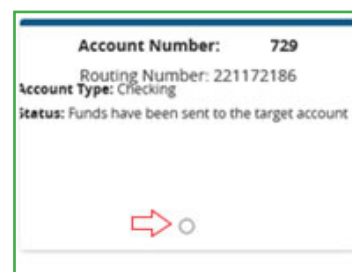 Account Number: 729
Routing Number: 221172186
Account Type: Checking
Status: Funds have been sent to the target account